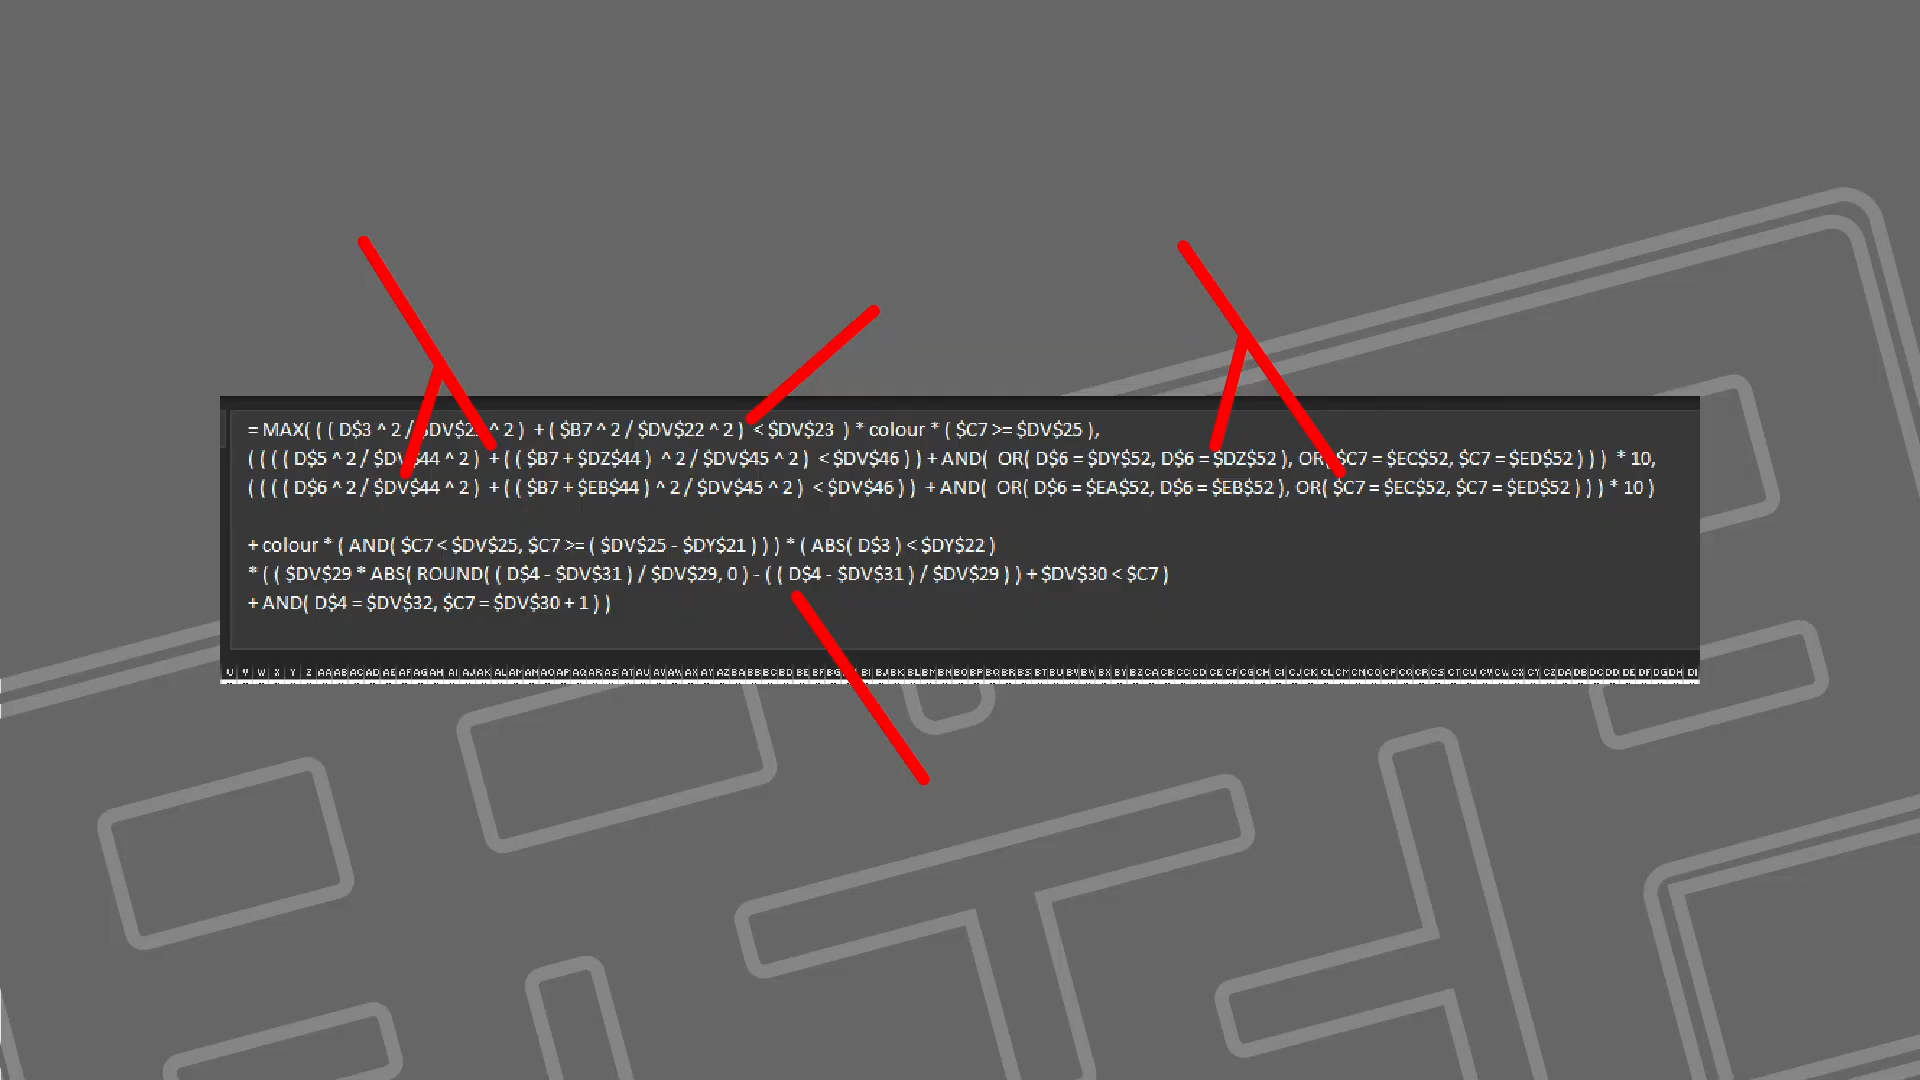 = MAX( ( ( D$3 ^ 2 / $DV$2 ^ 2 ) + ( $B7 ^ 2 / $DV$22 ^ 2 ) < $DV$23 ) * colour * ( $C7 >= $DV$25 ),
( ( ( ( D$5 ^ 2 / $DV$44 ^ 2 ) + ( ( $B7 + $DZ$44 ) ^ 2 / $DV$45 ^ 2 ) < $DV$46 ) ) + AND( OR( D$6 = $DY$52, D$6 = $DZ$52 ), OR( $C7 = $EC$52, $C7 = $ED$52 ) ) ) * 10,
( ( ( ( D$6 ^ 2 / $DV$44 ^ 2 ) + ( ( $B7 + $EB$44 ) ^ 2 / $DV$45 ^ 2 ) < $DV$46 ) ) + AND( OR( D$6 = $EA$52, D$6 = $EB$52 ), OR( $C7 = $EC$52, $C7 = $ED$52 ) ) ) * 10 )
+ colour * ( AND( $C7 < $DV$25, $C7 >= ( $DV$25 - $DY$21 ) ) ) * ( ABS( D$3 ) < $DY$22 )
* ( ( $DV$29 * ABS( ROUND( ( D$4 - $DV$31 ) / $DV$29, 0 ) - ( ( D$4 - $DV$31 ) / $DV$29 ) ) + $DV$30 < $C7 )
+ AND( D$4 = $DV$32, $C7 = $DV$30 + 1 ) )